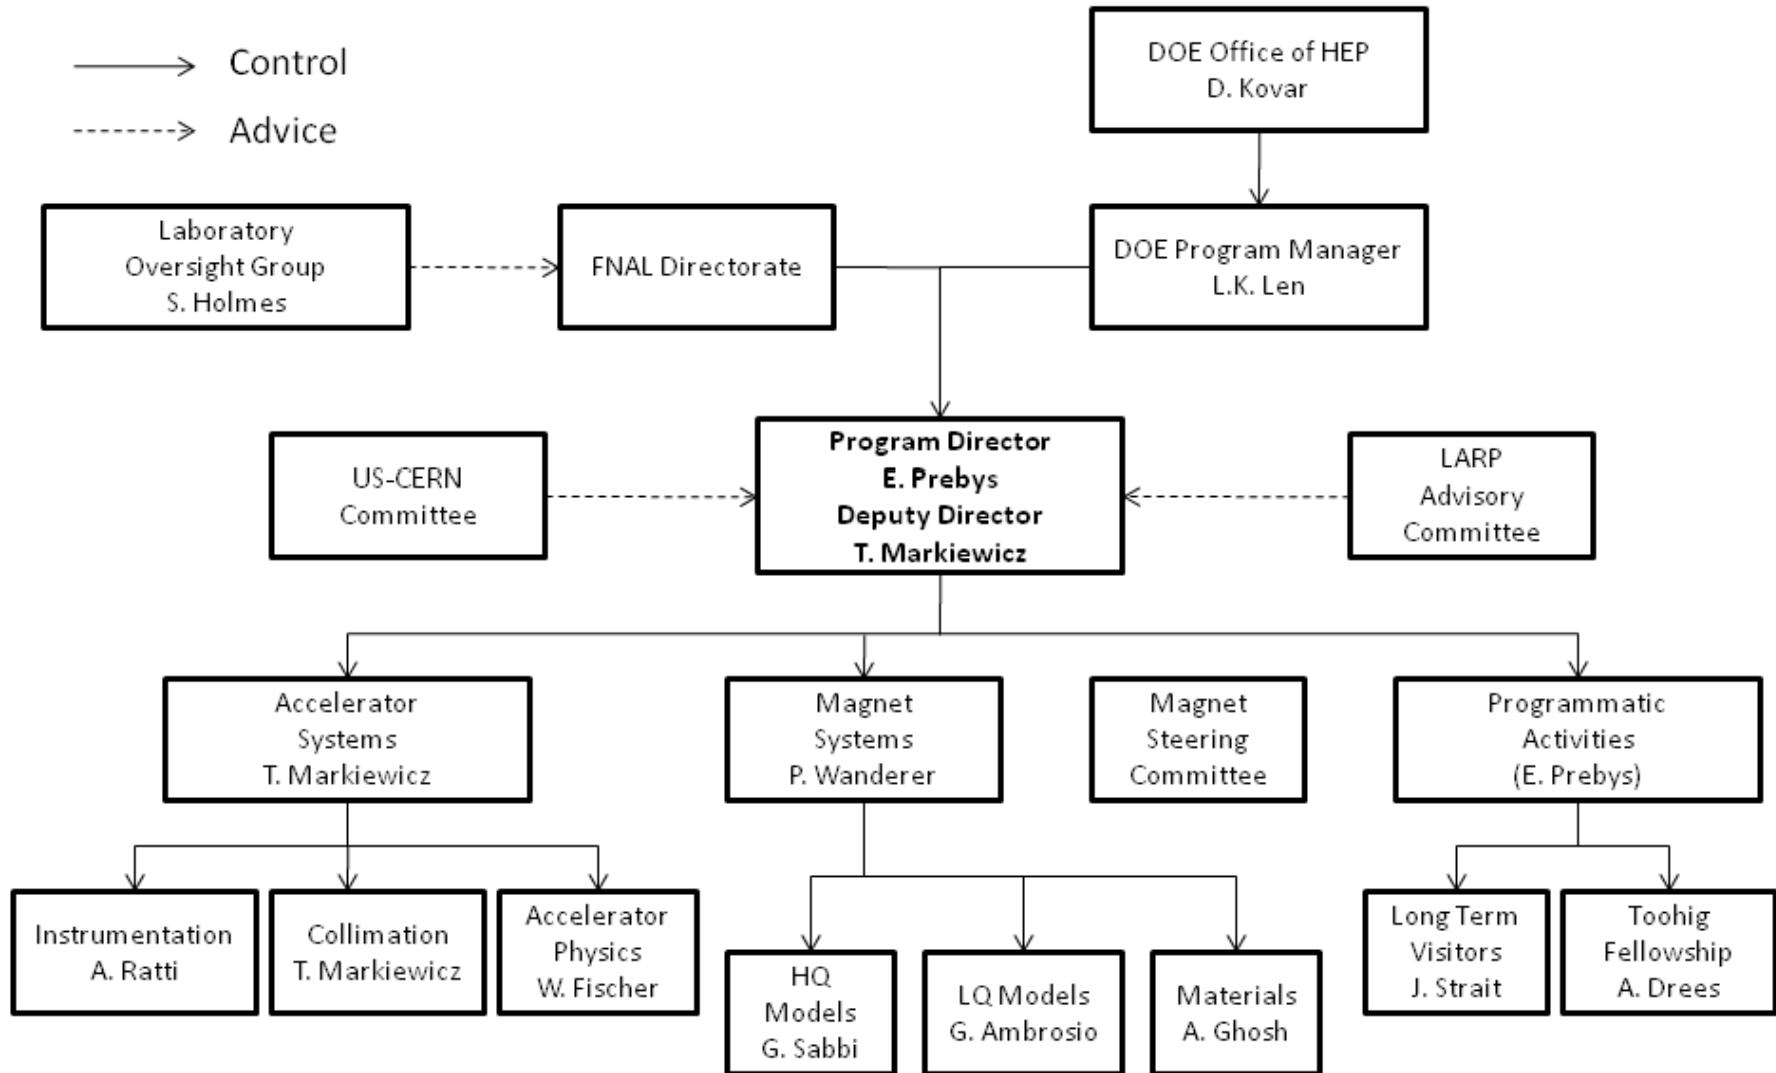 Control
Advice
DOE Office of HEP
D. Kovar
Laboratory
Oversight Group
S. Holmes
FNAL Directorate
DOE Program Manager
L.K. Len
US-CERN
Committee
Program Director
E. Prebys
Deputy Director
T. Markiewicz
LARP
Advisory
Committee
Accelerator
Systems
T. Markiewicz
Magnet
Systems
P. Wanderer
Magnet
Steering
Committee
Programmatic
Activities
(E. Prebys)
Instrumentation
A. Ratti
Collimation
T. Markiewicz
Accelerator
Physics
W. Fischer
HQ
Models
G. Sabbi
LQ Models
G. Ambrosio
Materials
A. Ghosh
Long Term
Visitors
J. Strait
Toohig
Fellowship
A. Drees